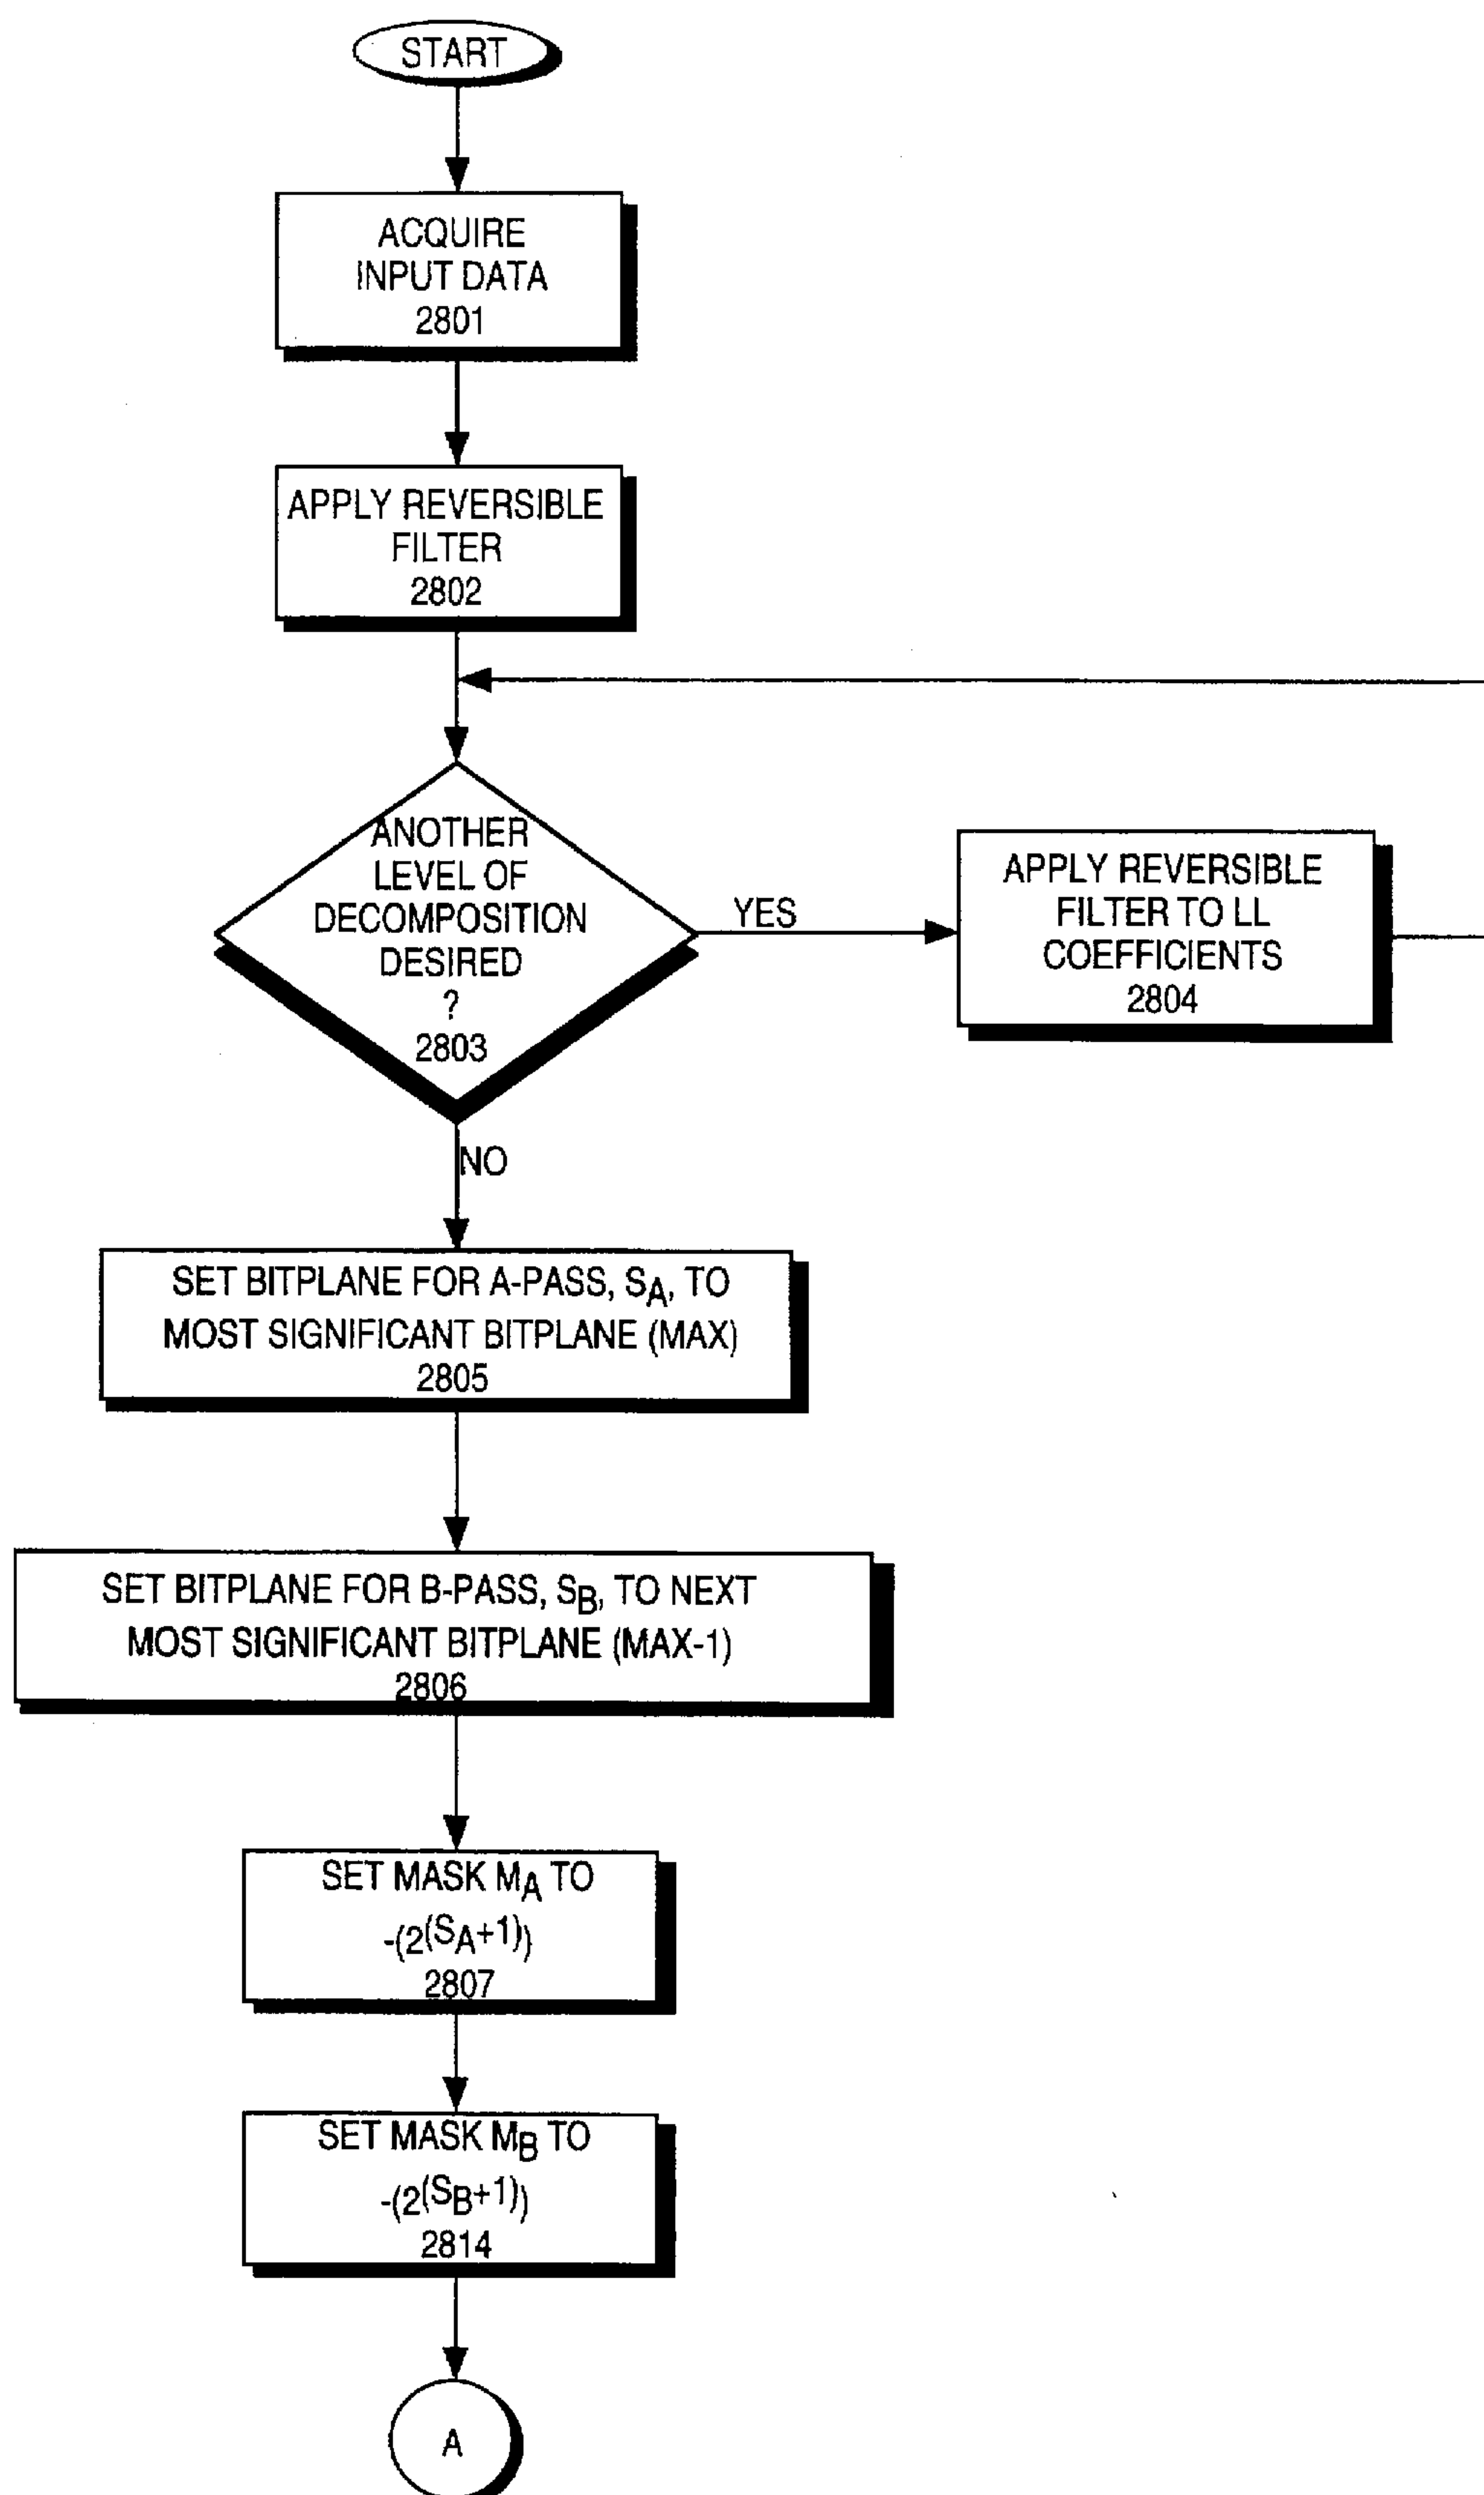 START
ACQUIRE
INPUT DATA
2801
APPLY REVERSIBLE
FILTER
2802
ANOTHER
LEVEL OF
DECOMPOSITION
DESIRED
?
2803
YES
APPLY REVERSIBLE
FILTER TO LL
COEFFICIENTS
2804
NO
SET BITPLANE FOR A-PASS, SA, TO
MOST SIGNIFICANT BITPLANE (MAX)
2805
SET BITPLANE FOR B-PASS, SB, TO NEXT
MOST SIGNIFICANT BITPLANE (MAX-1)
2806
SET MASK MA TO
-(2(SA+1))
2807
SET MASK MB TO
-(2(SB+1))
2814
A